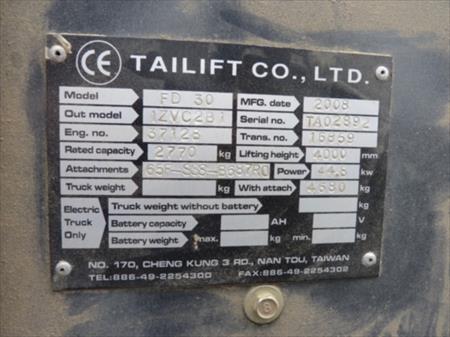 CE TAILIFT CO., LTD.
Model FD 30 MFG. date 2008
Out model 1ZVC2B1 Serial no. TA02892
Eng. no. 37128 Trans. no. 16859
Rated capacity 2770 kg Lifting height 4000 mm
Attachments Power 44,8 kw
Truck weight kg With attach 4680 kg
Electric Truck Only Truck weight without battery kg
Battery capacity AH V
Battery weight max. kg min. kg
NO. 170, CHENG KUNG 3 RD., NAN TOU, TAIWAN
TEL:886-49-2254300 FAX:886-49-2254302